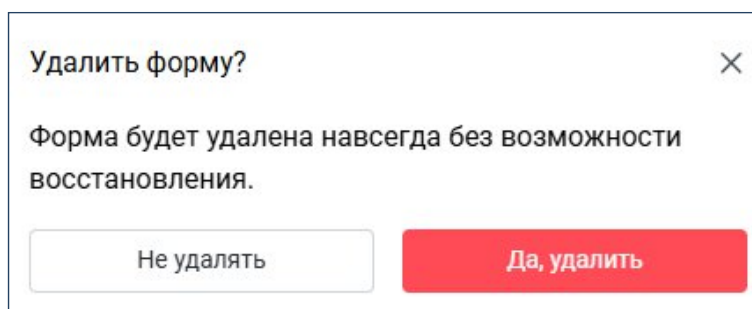 Удалить форму?
Форма будет удалена навсегда без возможности
восстановления.
Не удалять
Да, удалить